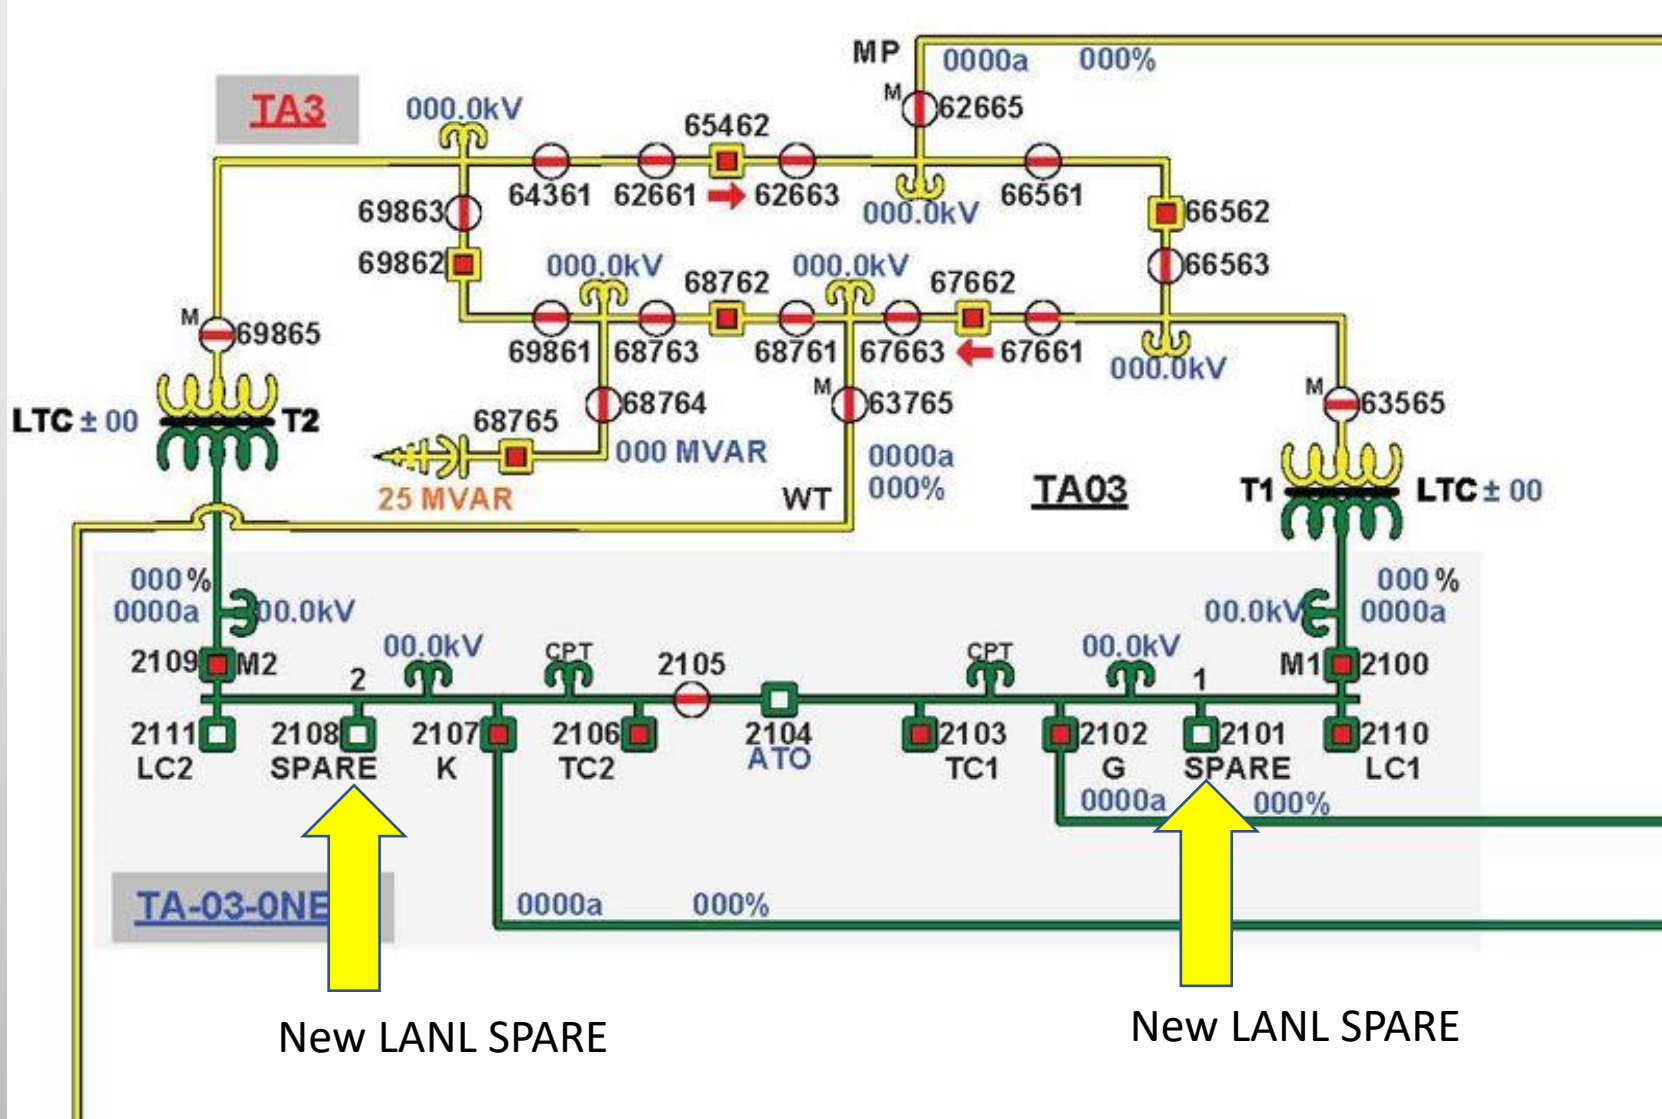 MP
0000a 000%
TA3
000.0kV
M
62665
65462
64361
62661
62663
66561
69863
000.0kV
66562
69862
000.0kV
68762
000.0kV
67662
66563
M
69865
69861
68763
68761
67663
67661
000.0kV
M
68764
63765
M
63565
LTC ± 00
T2
68765
000 MVAR
0000a
000%
25 MVAR
WT
TA03
T1
LTC ± 00
000 %
0000a
00.0kV
000 %
00.0kV
0000a
2109
M2
2
00.0kV
CPT
2105
CPT
00.0kV
1
M1
2100
2111
LC2
2108
SPARE
2107
K
2106
TC2
2104
ATO
2103
TC1
2102
G
2101
SPARE
2110
LC1
0000a 000%
TA-03-0NE
0000a 000%
New LANL SPARE
New LANL SPARE